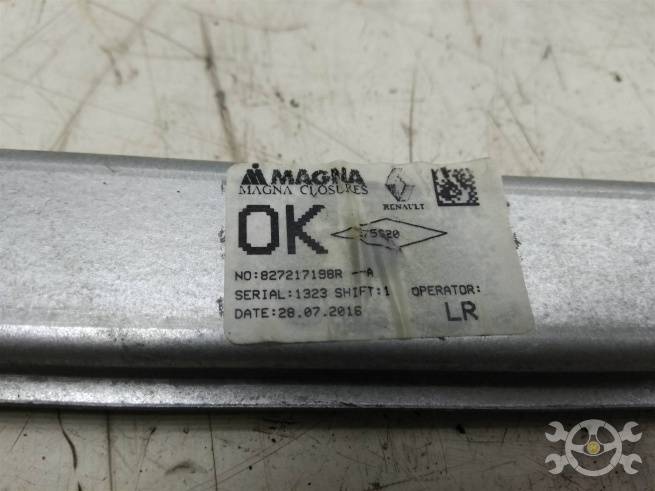 MAGNA
MAGNA CLOSURES
RENAULT
OK
NO:827217198R --A
SERIAL:1323 SHIFT:1 OPERATOR:
DATE:28.07.2016 LR